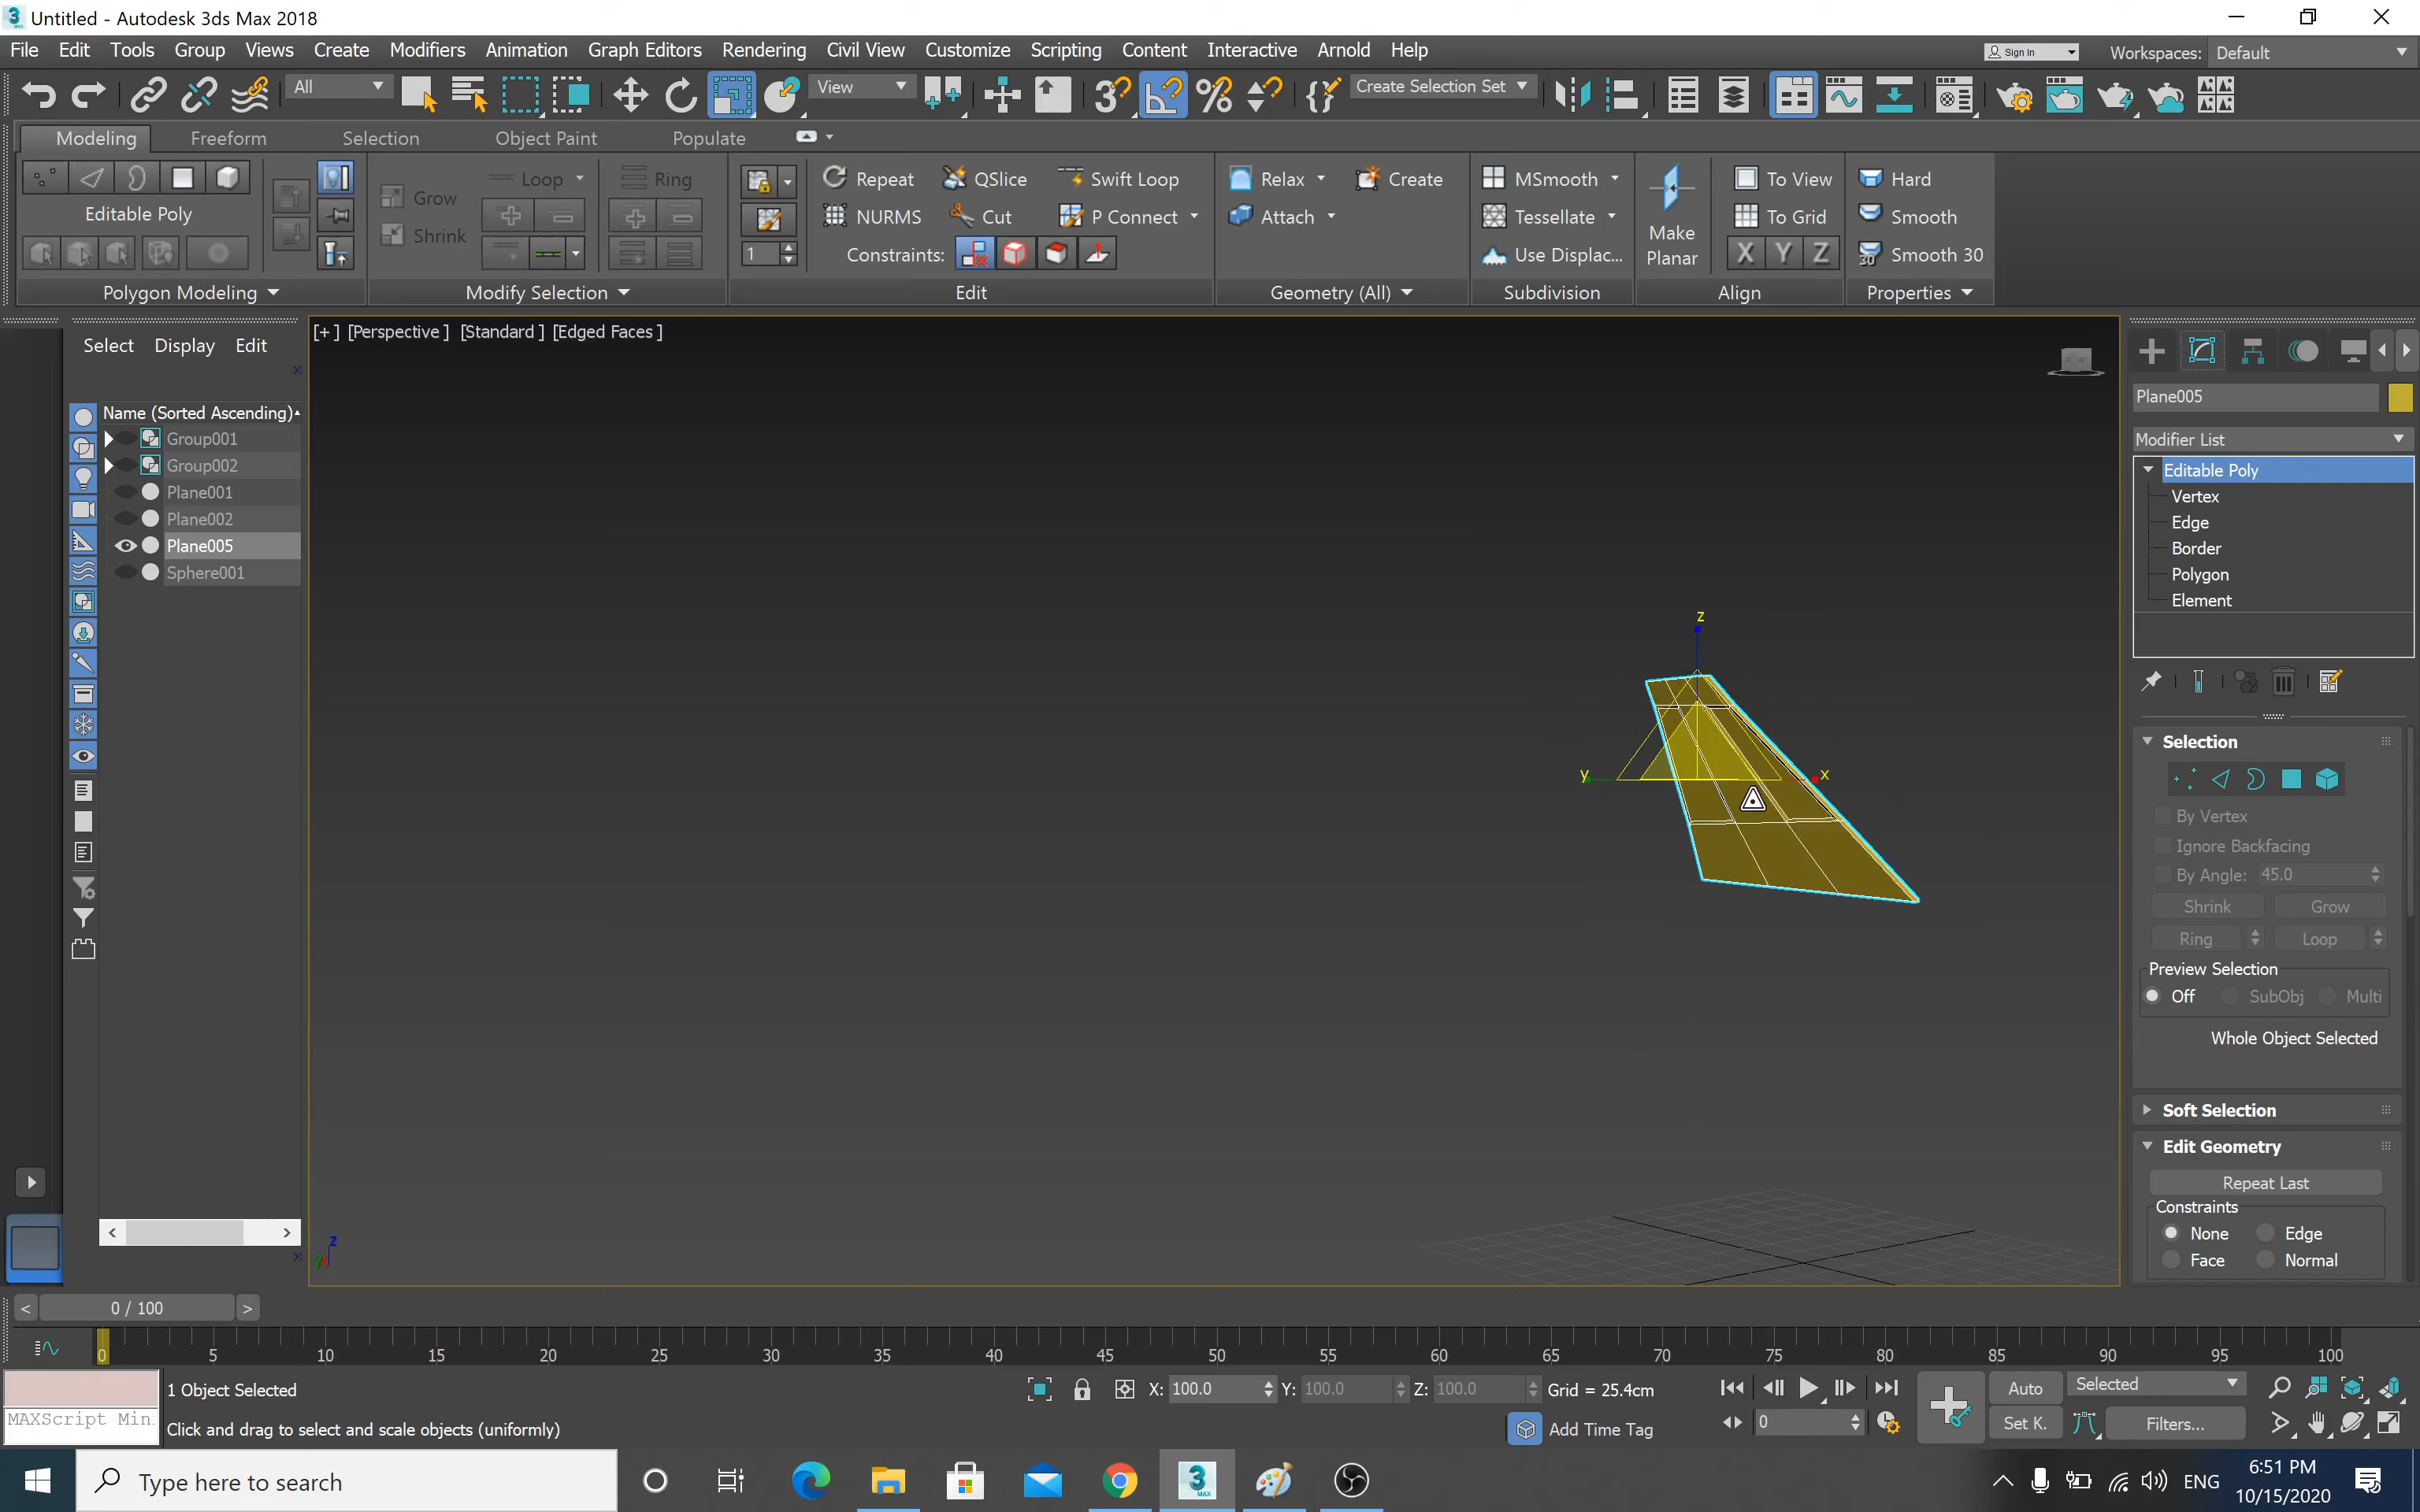 Untitled - Autodesk 3ds Max 2018
File Edit Tools Group Views Create Modifiers Animation Graph Editors Rendering Civil View Customize Scripting Content Interactive Arnold Help
Sign In
Workspaces: Default
All
View
Create Selection Set
Modeling Freeform Selection Object Paint Populate
Editable Poly
Polygon Modeling
Grow
Shrink
Loop
Ring
Modify Selection
Repeat QSlice Swift Loop
NURMS Cut P Connect
1
Constraints:
Edit
Relax Create
Attach
Geometry (All)
MSmooth
Tessellate
Use Displac...
Subdivision
Make
Planar
To View
To Grid
X Y Z
Align
Hard
Smooth
Smooth 30
Properties
Select Display Edit
Name (Sorted Ascending)
Group001
Group002
Plane001
Plane002
Plane005
Sphere001
[+] [Perspective] [Standard] [Edged Faces]
z
y
x
z
y
Plane005
Modifier List
Editable Poly
Vertex
Edge
Border
Polygon
Element
Selection
By Vertex
Ignore Backfacing
By Angle: 45.0
Shrink Grow
Ring Loop
Preview Selection
Off SubObj Multi
Whole Object Selected
Soft Selection
Edit Geometry
Repeat Last
Constraints
None Edge
Face Normal
< 0 / 100 >
0 5 10 15 20 25 30 35 40 45 50 55 60 65 70 75 80 85 90 95 100
1 Object Selected
X: 100.0 Y: 100.0 Z: 100.0 Grid = 25.4cm
MAXScript Min
Click and drag to select and scale objects (uniformly)
Add Time Tag
0
Auto Selected
Set K. Filters...
Type here to search
3
MAX
ENG
6:51 PM
10/15/2020